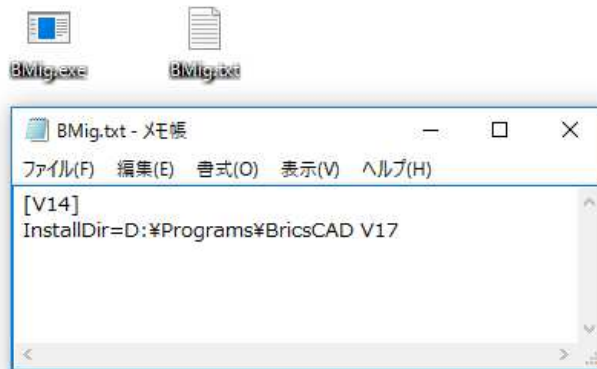 BMig.exe
BMig.txt
BMig.txt - メモ帳
ファイル(F) 編集(E) 書式(O) 表示(V) ヘルプ(H)
[V14]
InstallDir=D:¥Programs¥BricsCAD V17